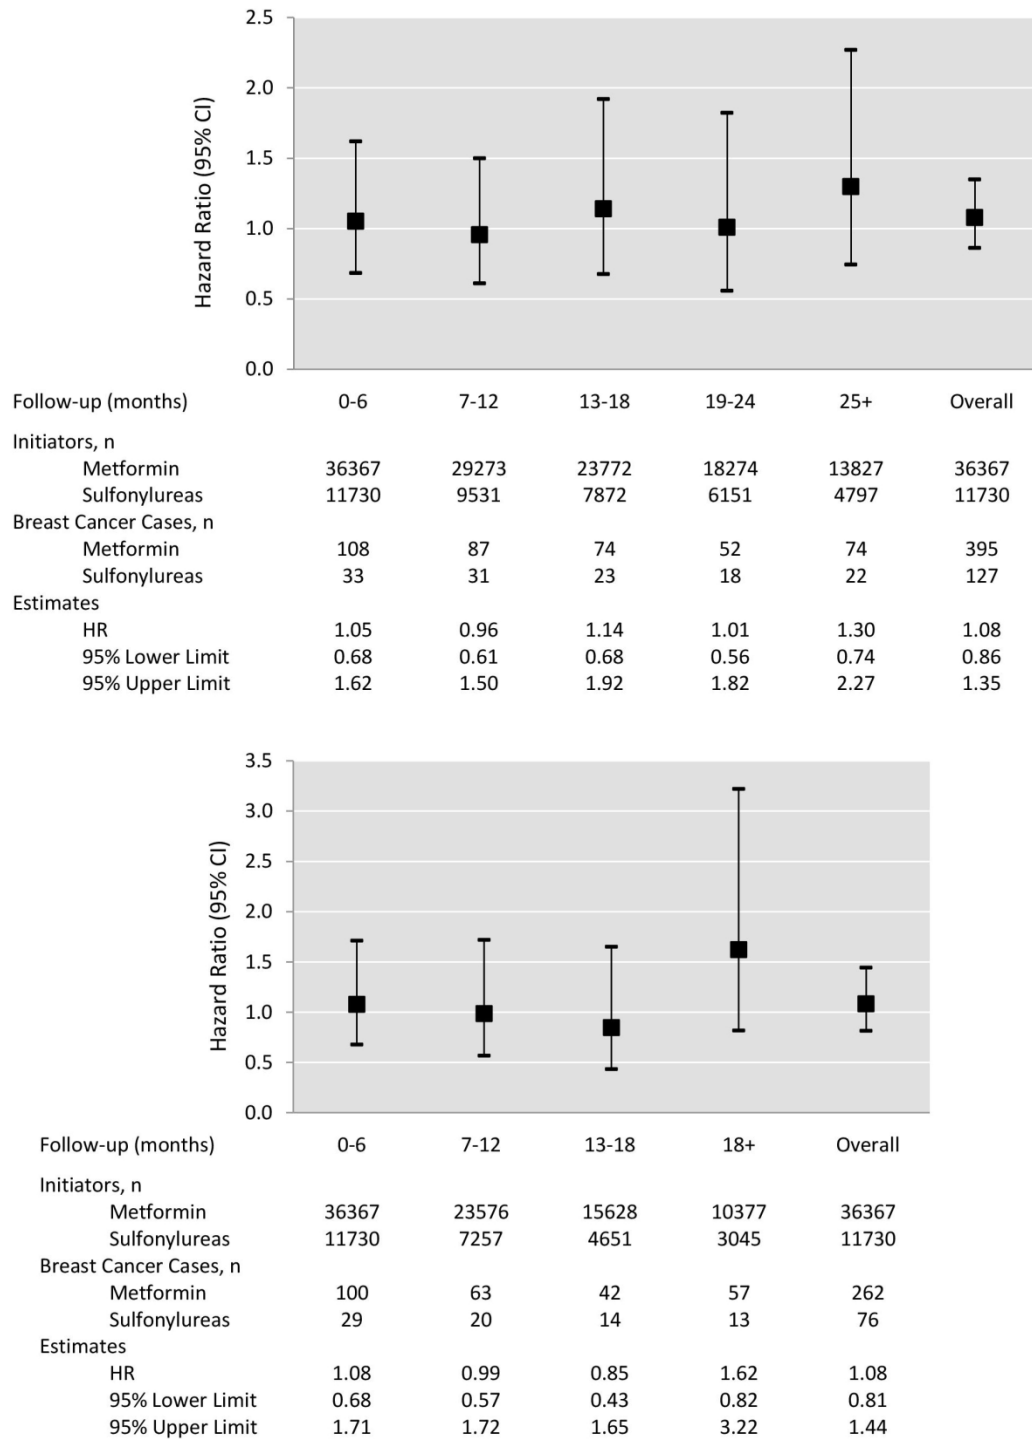 2.5
2.0
1.5
1.0
0.5
0.0
Hazard Ratio (95% CI)
Follow-up (months) 0-6 7-12 13-18 19-24 25+ Overall
Initiators, n
Metformin 36367 29273 23772 18274 13827 36367
Sulfonylureas 11730 9531 7872 6151 4797 11730
Breast Cancer Cases, n
Metformin 108 87 74 52 74 395
Sulfonylureas 33 31 23 18 22 127
Estimates
HR 1.05 0.96 1.14 1.01 1.30 1.08
95% Lower Limit 0.68 0.61 0.68 0.56 0.74 0.86
95% Upper Limit 1.62 1.50 1.92 1.82 2.27 1.35
3.5
3.0
2.5
2.0
1.5
1.0
0.5
0.0
Hazard Ratio (95% CI)
Follow-up (months) 0-6 7-12 13-18 18+ Overall
Initiators, n
Metformin 36367 23576 15628 10377 36367
Sulfonylureas 11730 7257 4651 3045 11730
Breast Cancer Cases, n
Metformin 100 63 42 57 262
Sulfonylureas 29 20 14 13 76
Estimates
HR 1.08 0.99 0.85 1.62 1.08
95% Lower Limit 0.68 0.57 0.43 0.82 0.81
95% Upper Limit 1.71 1.72 1.65 3.22 1.44